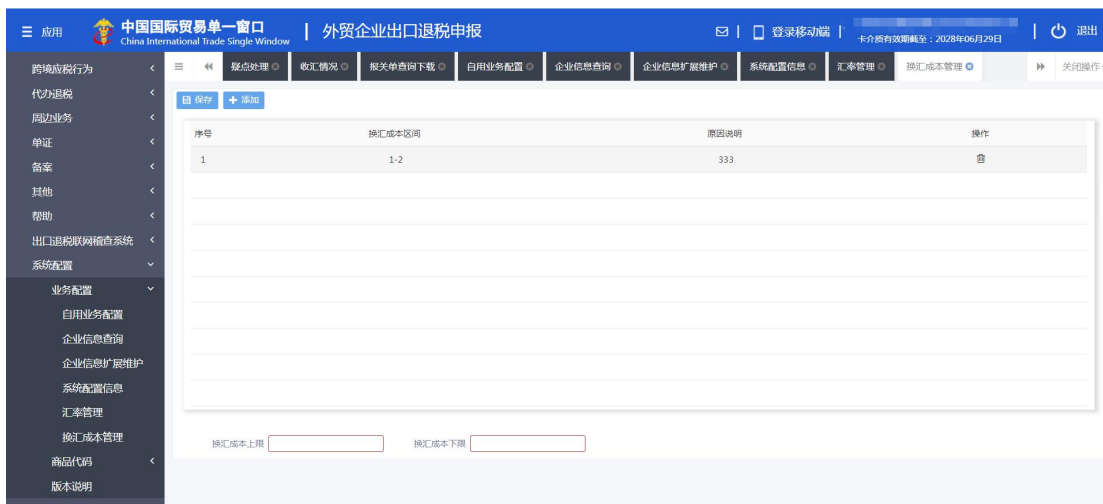 应用
中国国际贸易单一窗口
China International Trade Single Window
外贸企业出口退税申报
登录移动端
卡介质有效期截至：2028年06月29日
退出
跨境应税行为
代办退税
周边业务
单证
备案
其他
帮助
出口退税联网稽查系统
系统配置
业务配置
自用业务配置
企业信息查询
企业信息扩展维护
系统配置信息
汇率管理
换汇成本管理
商品代码
版本说明
疑点处理 收汇情况 报关单查询下载 自用业务配置 企业信息查询 企业信息扩展维护 系统配置信息 汇率管理 换汇成本管理 关闭操作
保存 添加
序号 换汇成本区间 原因说明 操作
1 1-2 333
换汇成本上限 换汇成本下限